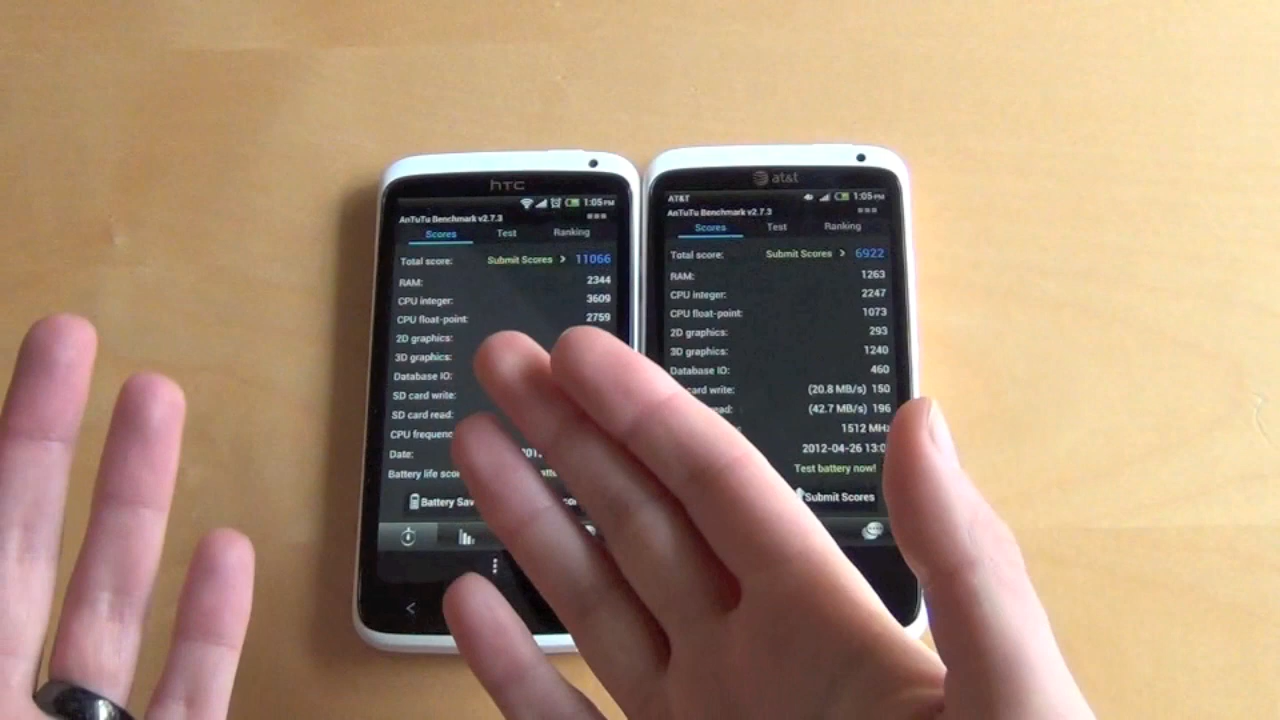 hTC
1:05 PM
AnTuTu Benchmark v2.7.3
Scores Test Ranking
Total score: Submit Scores > 11066
RAM: 2344
CPU integer: 3609
CPU float-point: 2759
2D graphics:
3D graphics:
Database IO:
SD card write:
SD card read:
Date:
Battery life
Battery
at&t
AT&T 1:05 PM
AnTuTu Benchmark v2.7.3
Scores Test Ranking
Total score: Submit Scores > 6922
RAM: 1263
CPU integer: 2247
CPU float-point: 1073
2D graphics: 293
3D graphics: 1240
Database IO: 460
card write: (20.8 MB/s) 150
(42.7 MB/s) 196
1512
2012-04-26
Test battery now!
Submit Scores